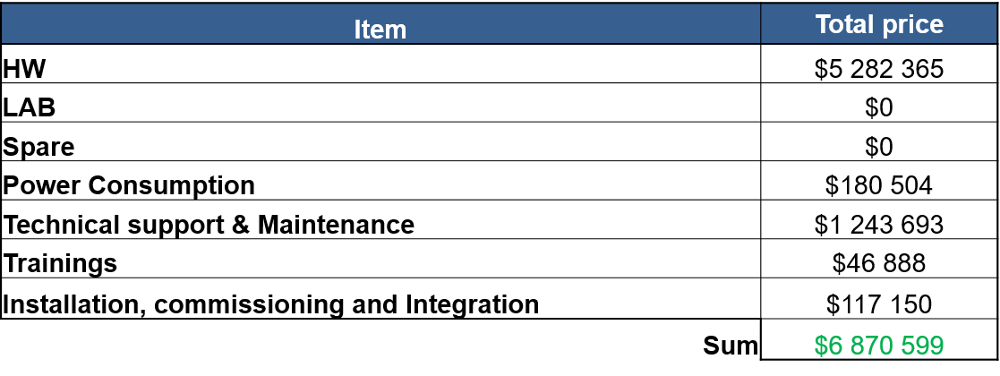 Item Total price
HW $5 282 365
LAB $0
Spare $0
Power Consumption $180 504
Technical support & Maintenance $1 243 693
Trainings $46 888
Installation, commissioning and Integration $117 150
Sum $6 870 599